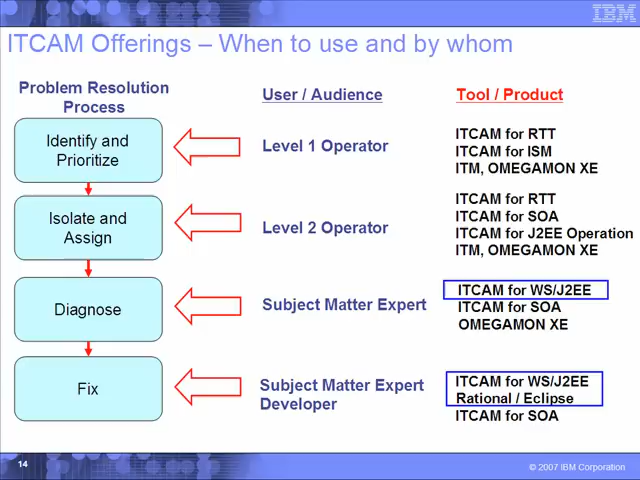 IBM
ITCAM Offerings – When to use and by whom
Problem Resolution
Process
User / Audience
Tool / Product
Identify and
Prioritize
Level 1 Operator
ITCAM for RTT
ITCAM for ISM
ITM, OMEGAMON XE
Isolate and
Assign
Level 2 Operator
ITCAM for RTT
ITCAM for SOA
ITCAM for J2EE Operation
ITM, OMEGAMON XE
Diagnose
Subject Matter Expert
ITCAM for WS/J2EE
ITCAM for SOA
OMEGAMON XE
Fix
Subject Matter Expert
Developer
ITCAM for WS/J2EE
Rational / Eclipse
ITCAM for SOA
14
© 2007 IBM Corporation